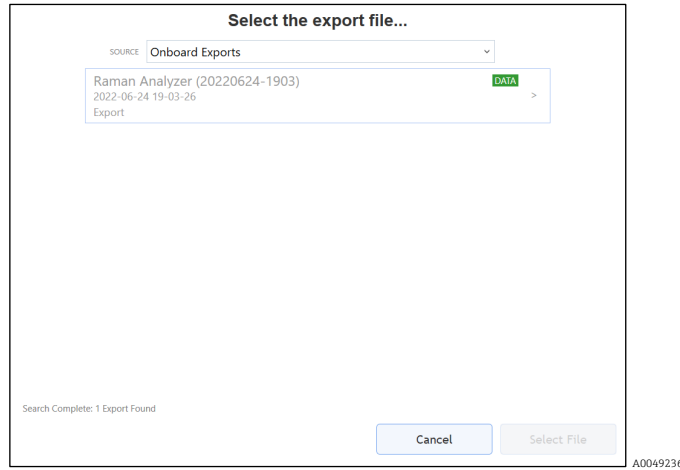 Select the export file...
SOURCE Onboard Exports
Raman Analyzer (20220624-1903) DATA
2022-06-24 19-03-26 >
Export
Search Complete: 1 Export Found
Cancel Select File
A0049236